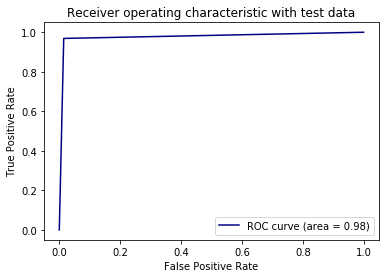 Receiver operating characteristic with test data
True Positive Rate
1.0
0.8
0.6
0.4
0.2
0.0
ROC curve (area = 0.98)
0.0 0.2 0.4 0.6 0.8 1.0
False Positive Rate